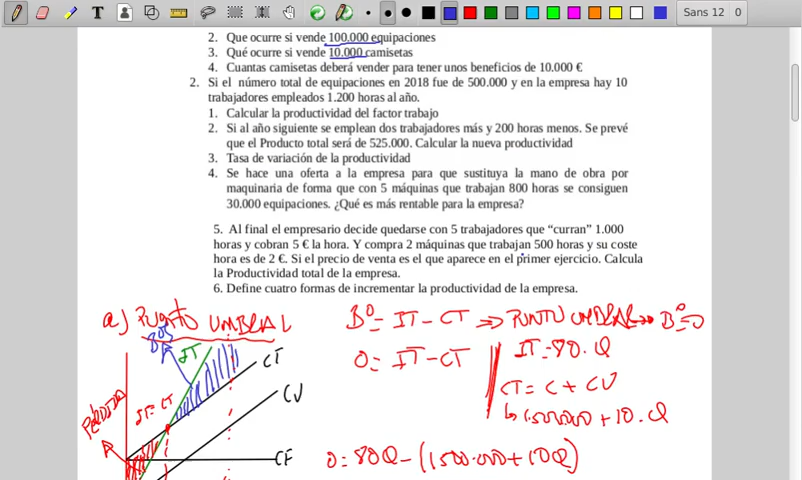 Sans 12 0
2. Que ocurre si vende 100.000 equipaciones
3. Qué ocurre si vende 10.000 camisetas
4. Cuantas camisetas deberá vender para tener unos beneficios de 10.000 €
2. Si el número total de equipaciones en 2018 fue de 500.000 y en la empresa hay 10
trabajadores empleados 1.200 horas al año.
1. Calcular la productividad del factor trabajo
2. Si al año siguiente se emplean dos trabajadores más y 200 horas menos. Se prevé
que el Producto total será de 525.000. Calcular la nueva productividad
3. Tasa de variación de la productividad
4. Se hace una oferta a la empresa para que sustituya la mano de obra por
maquinaria de forma que con 5 máquinas que trabajan 800 horas se consiguen
30.000 equipaciones. ¿Qué es más rentable para la empresa?
5. Al final el empresario decide quedarse con 5 trabajadores que “curran” 1.000
horas y cobran 5 € la hora. Y compra 2 máquinas que trabajan 500 horas y su coste
hora es de 2 €. Si el precio de venta es el que aparece en el primer ejercicio. Calcula
la Productividad total de la empresa.
6. Define cuatro formas de incrementar la productividad de la empresa.
a) PUNTO UMBRAL
Bº = IT - CT => PUNTO UMBRAL => Bº = 0
0 = IT - CT
IT = 80.Q
CT = C + CV
1500.000 + 10.Q
0 = 80Q - (1500.000 + 10Q)
BOS
IT
CT
IT = CT
CV
PÉRDIDA
CF